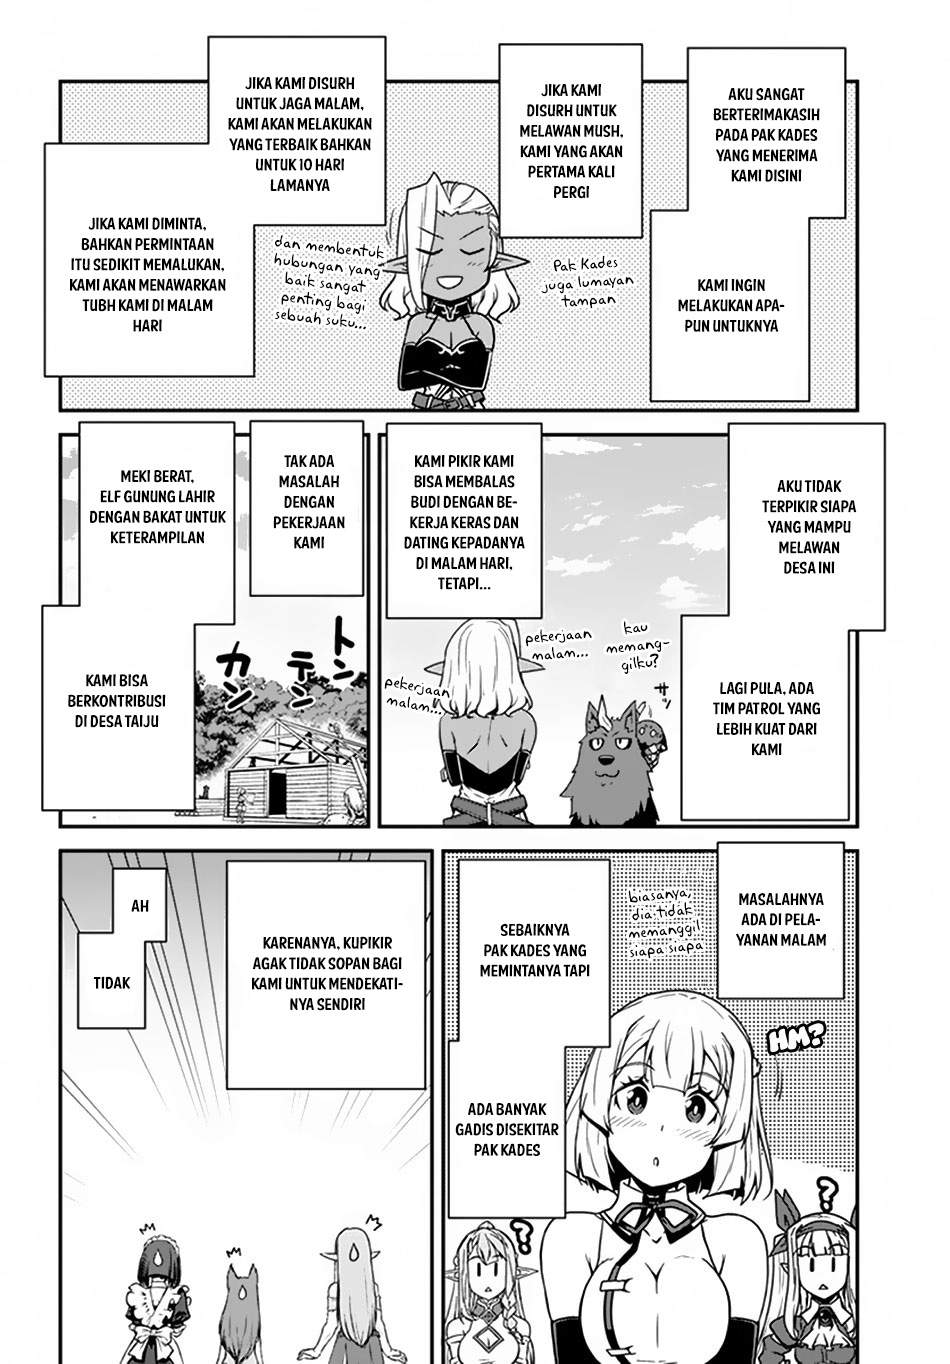 AKU SANGAT
BERTERIMAKASIH
PADA PAK KADES
YANG MENERIMA
KAMI DISINI
KAMI INGIN
MELAKUKAN APA-
PUN UNTUKNYA
JIKA KAMI
DISURH UNTUK
MELAWAN MUSH,
KAMI YANG AKAN
PERTAMA KALI
PERGI
Pak Kades
juga lumayan
tampan
JIKA KAMI DISURH
UNTUK JAGA MALAM,
KAMI AKAN MELAKUKAN
YANG TERBAIK BAHKAN
UNTUK 10 HARI
LAMANYA
dan membentuk
hubungan yang
baik sangat
penting bagi
sebuah suku...
JIKA KAMI DIMINTA,
BAHKAN PERMINTAAN
ITU SEDIKIT MEMALUKAN,
KAMI AKAN MENAWARKAN
TUBH KAMI DI MALAM
HARI
AKU TIDAK
TERPIKIR SIAPA
YANG MAMPU
MELAWAN
DESA INI
LAGI PULA, ADA
TIM PATROL YANG
LEBIH KUAT DARI
KAMI
kau
memang-
gilku?
サッ
KAMI PIKIR KAMI
BISA MEMBALAS
BUDI DENGAN BE-
KERJA KERAS DAN
DATING KEPADANYA
DI MALAM HARI,
TETAPI...
pekerjaan
malam...
pekerjaan
malam...
TAK ADA
MASALAH
DENGAN
PEKERJAAN
KAMI
MEKI BERAT,
ELF GUNUNG LAHIR
DENGAN BAKAT UNTUK
KETERAMPILAN
KAMI BISA
BERKONTRIBUSI
DI DESA TAIJU
トン
テン
カン
MASALAHNYA
ADA DI PELA-
YANAN MALAM
biasanya,
dia tidak
memanggil
siapa siapa
SEBAIKNYA
PAK KADES YANG
MEMINTANYA TAPI
ADA BANYAK
GADIS DISEKITAR
PAK KADES
HM?
?
?
KARENANYA, KUPIKIR
AGAK TIDAK SOPAN BAGI
KAMI UNTUK MENDEKATI-
NYA SENDIRI
AH
TIDAK